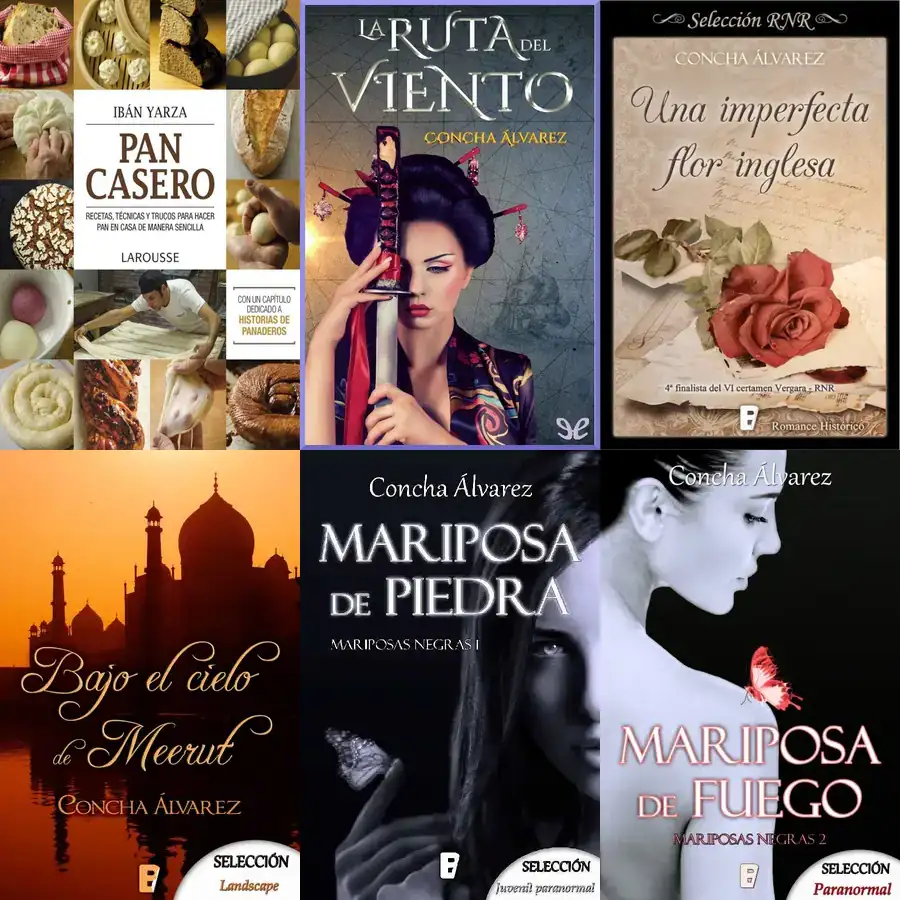 IBÁN YARZA
PAN
CASERO
RECETAS, TÉCNICAS Y TRUCOS PARA HACER
PAN EN CASA DE MANERA SENCILLA
LAROUSSE
CON UN CAPÍTULO
DEDICADO A
HISTORIAS DE
PANADEROS
LA RUTA DEL
VIENTO
CONCHA ÁLVAREZ
Selección RNR
CONCHA ÁLVAREZ
Una imperfecta
flor inglesa
4ª finalista del VI certamen Vergara - RNR
B
Romance Histórico
Bajo el cielo
de Meerut
CONCHA ÁLVAREZ
B
SELECCIÓN
Landscape
Concha Álvarez
MARIPOSA
DE PIEDRA
MARIPOSAS NEGRAS 1
B
SELECCIÓN
Juvenil paranormal
Concha Álvarez
MARIPOSA
DE FUEGO
MARIPOSAS NEGRAS 2
B
SELECCIÓN
Paranormal